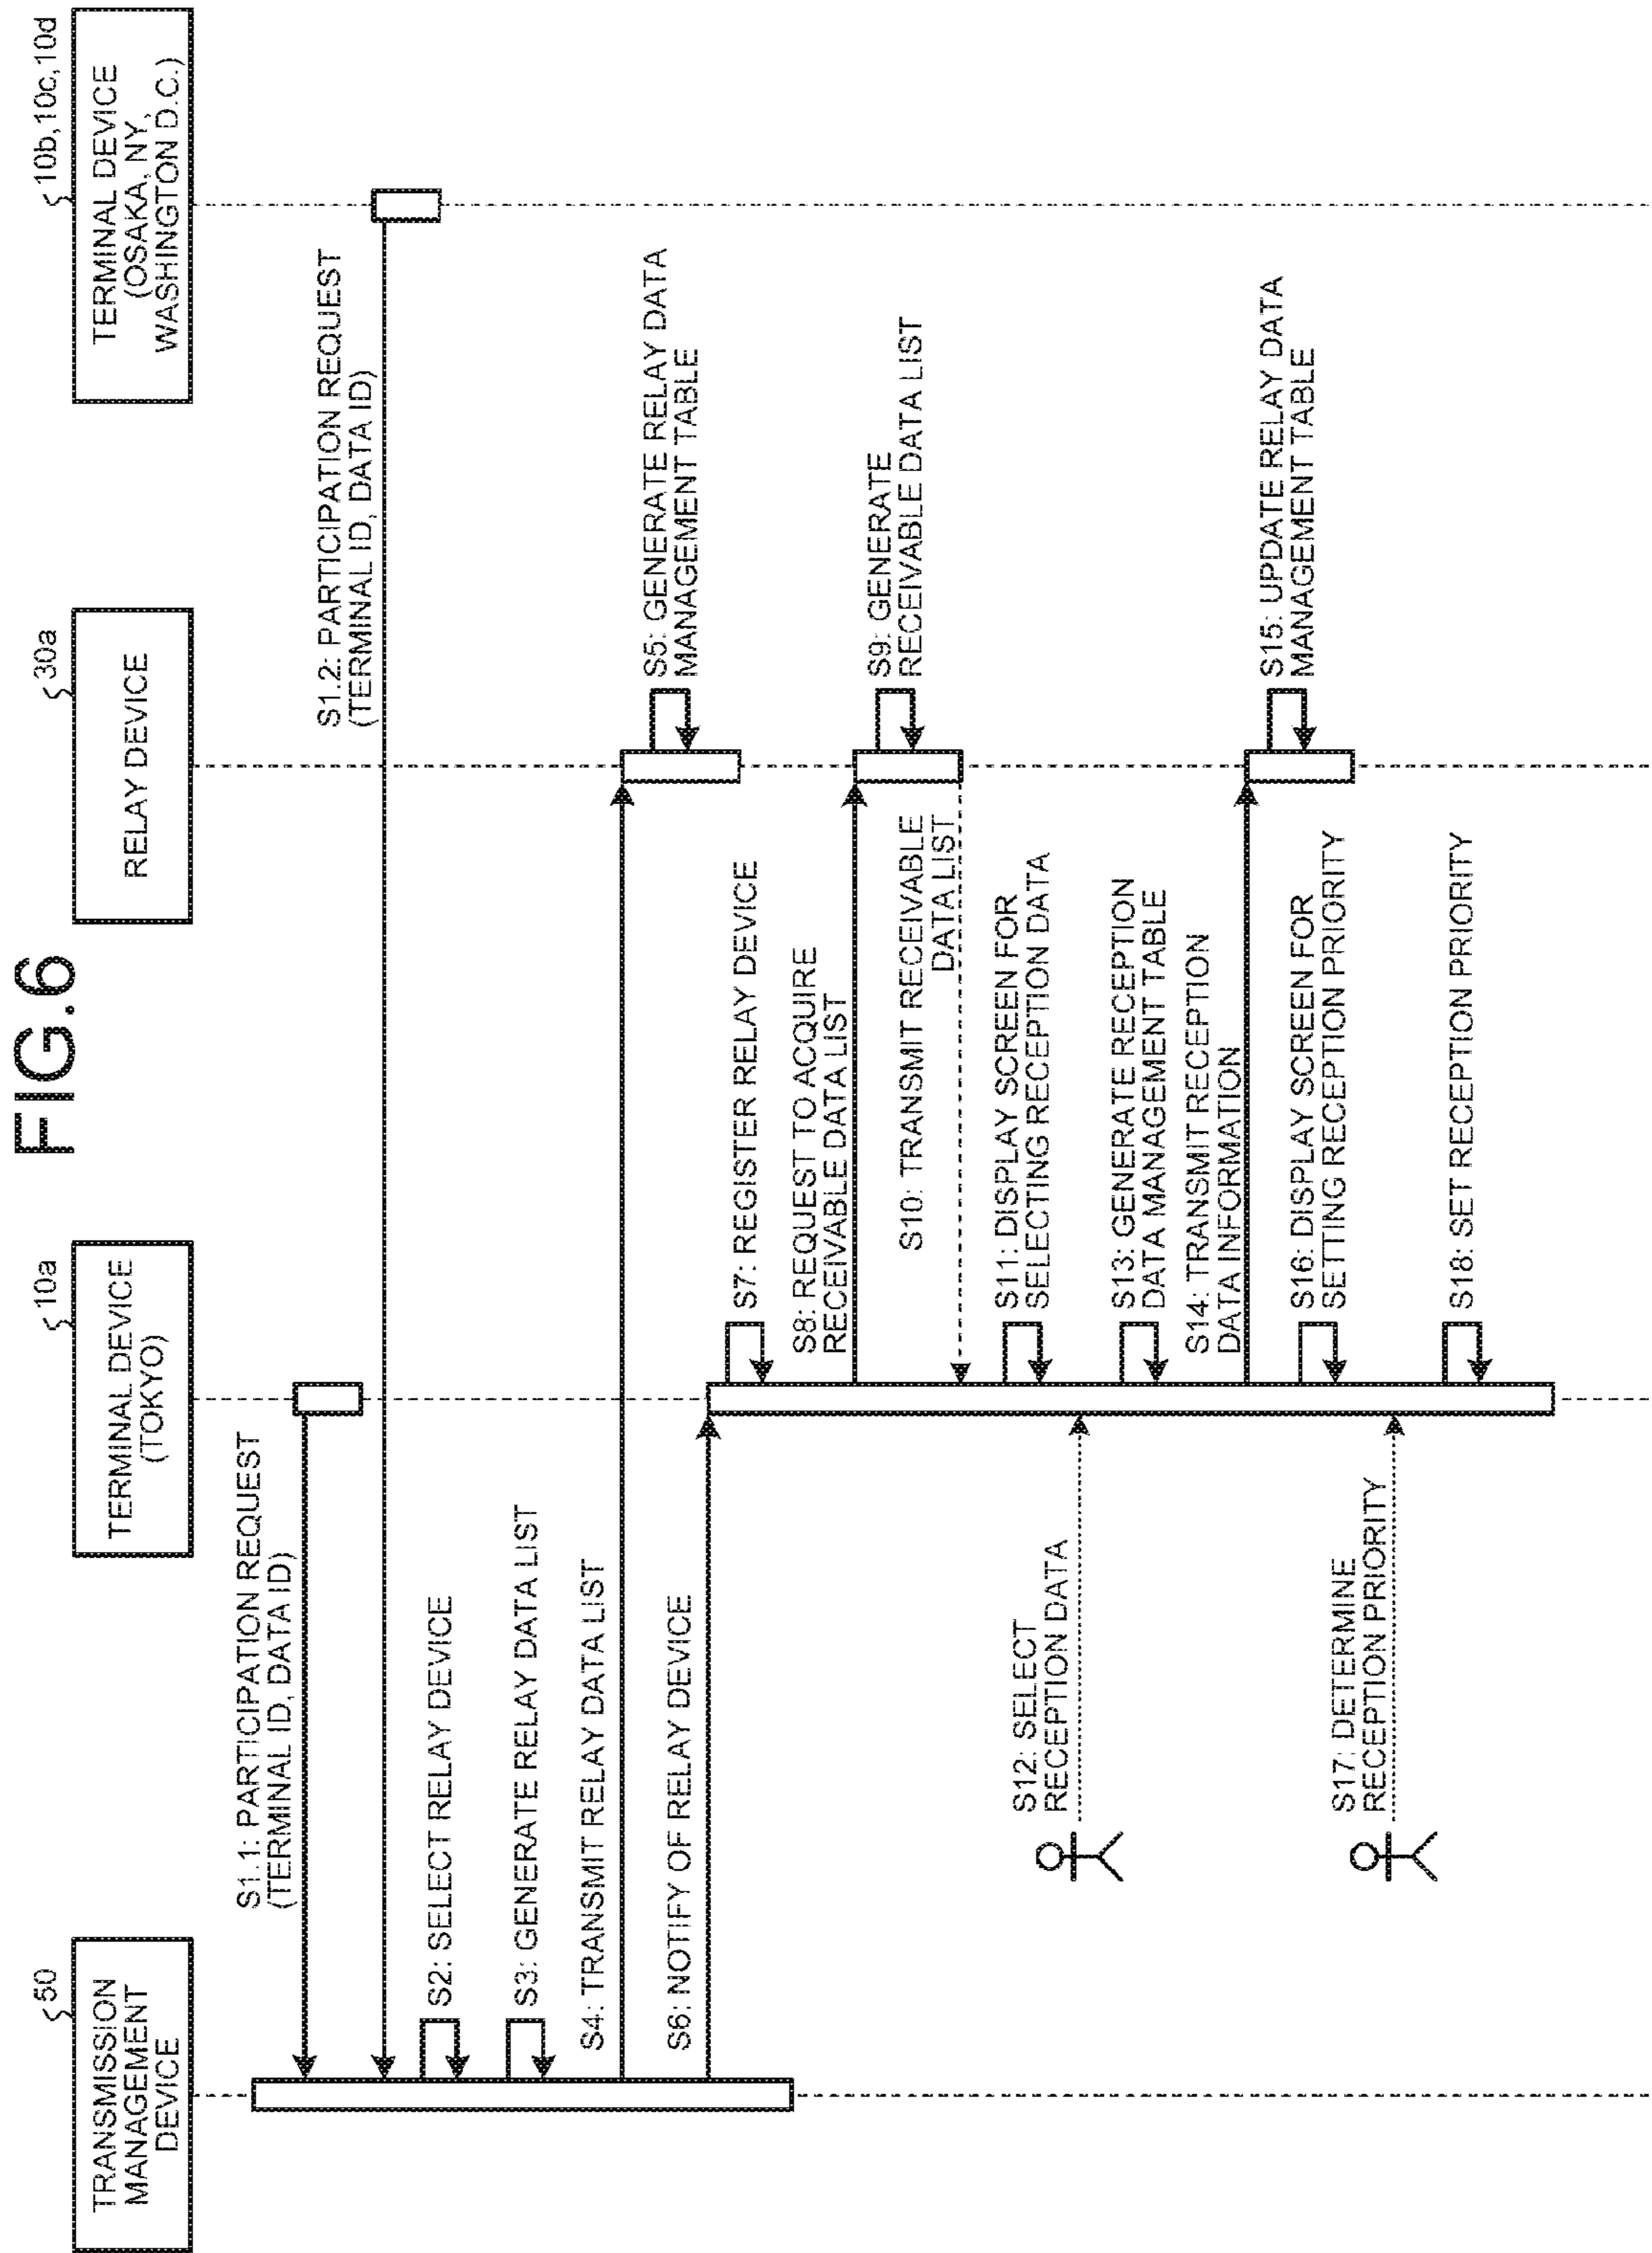 FIG.6
50
TRANSMISSION
MANAGEMENT
DEVICE
10a
TERMINAL DEVICE
(TOKYO)
30a
RELAY DEVICE
10b,10c,10d
TERMINAL DEVICE
(OSAKA, NY,
WASHINGTON D.C.)
S1.1: PARTICIPATION REQUEST
(TERMINAL ID, DATA ID)
S1.2: PARTICIPATION REQUEST
(TERMINAL ID, DATA ID)
S2: SELECT RELAY DEVICE
S3: GENERATE RELAY DATA LIST
S4: TRANSMIT RELAY DATA LIST
S5: GENERATE RELAY DATA
MANAGEMENT TABLE
S6: NOTIFY OF RELAY DEVICE
S7: REGISTER RELAY DEVICE
S8: REQUEST TO ACQUIRE
RECEIVABLE DATA LIST
S9: GENERATE
RECEIVABLE DATA LIST
S10: TRANSMIT RECEIVABLE
DATA LIST
S11: DISPLAY SCREEN FOR
SELECTING RECEPTION DATA
S12: SELECT
RECEPTION DATA
S13: GENERATE RECEPTION
DATA MANAGEMENT TABLE
S14: TRANSMIT RECEPTION
DATA INFORMATION
S15: UPDATE RELAY DATA
MANAGEMENT TABLE
S16: DISPLAY SCREEN FOR
SETTING RECEPTION PRIORITY
S17: DETERMINE
RECEPTION PRIORITY
S18: SET RECEPTION PRIORITY